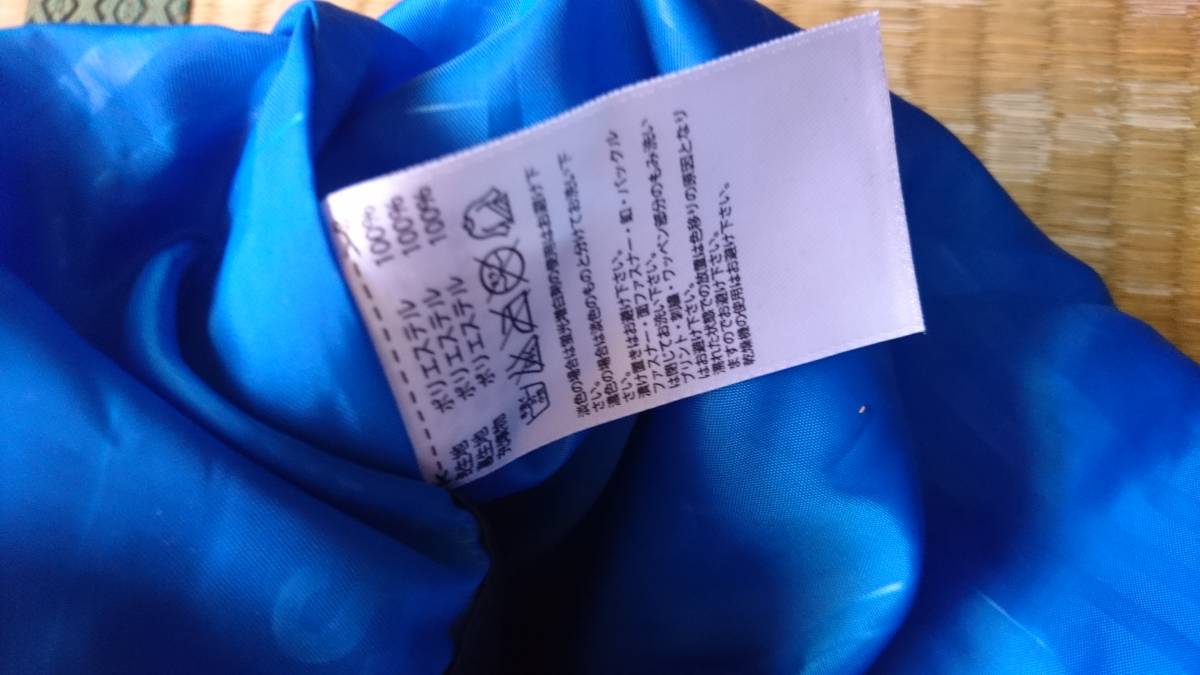 表生地 ポリエステル 100%
裏生地 ポリエステル 100%
充填物 ポリエステル 100%
淡色の場合は蛍光増白剤の使用はお避け下
さい。
濃色の場合は淡色のものと分けてお洗い下
さい。
漬け置きはお避け下さい。
ファスナー・面ファスナー・釦・バックル
は閉じてお洗い下さい。
プリント・刺繍・ワッペン部分のもみ洗い
はお避け下さい。
濡れた状態での放置は色移りの原因となり
ますのでお避け下さい。
乾燥機の使用はお避け下さい。